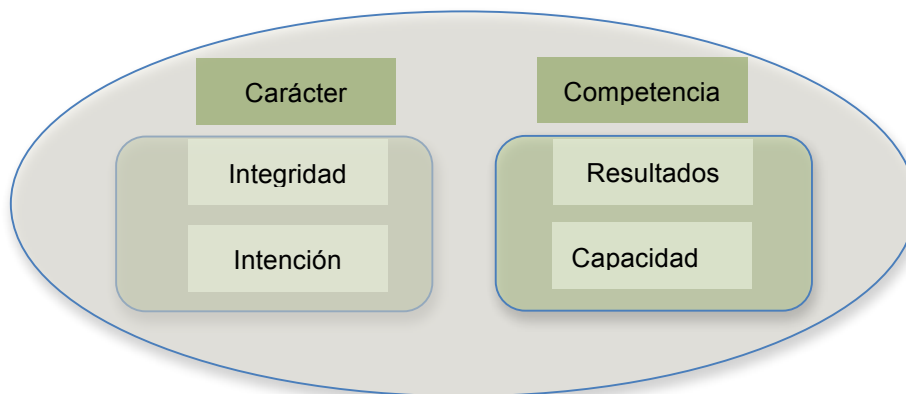 Carácter
Integridad
Intención
Competencia
Resultados
Capacidad